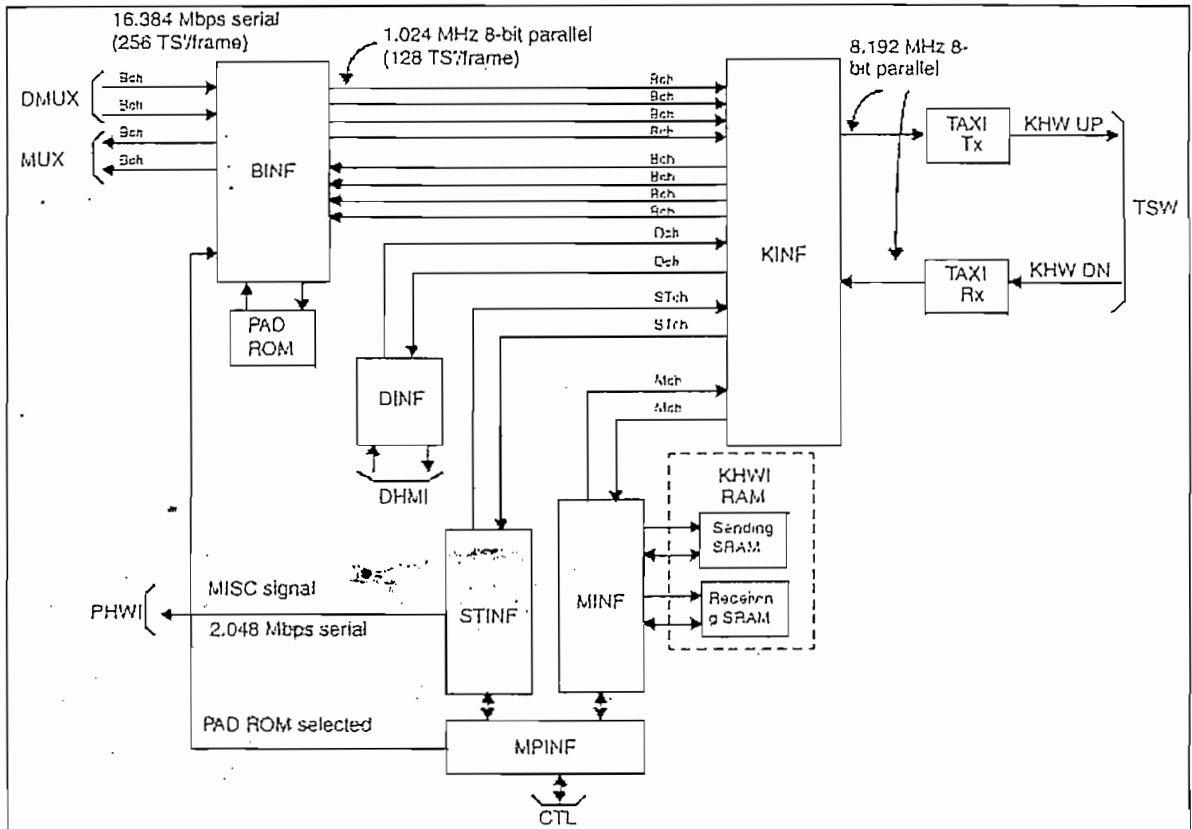 16.384 Mbps serial
(256 TS'/frame)
1.024 MHz 8-bit parallel
(128 TS'/frame)
8.192 MHz 8-
bit parallel
DMUX
Bch
Bch
MUX
Bch
Bch
BINF
Bch
Bch
Bch
Bch
Bch
Bch
Bch
Bch
Dch
Dch
STch
STch
Mch
Mch
KINF
TAXI
Tx
KHW UP
TSW
TAXI
Rx
KHW DN
PAD
ROM
DINF
DHMI
KHWI
RAM
Sending
SRAM
Receivin
g SRAM
MINF
STINF
PHWI
MISC signal
2.048 Mbps serial
PAD ROM selected
MPINF
CTL